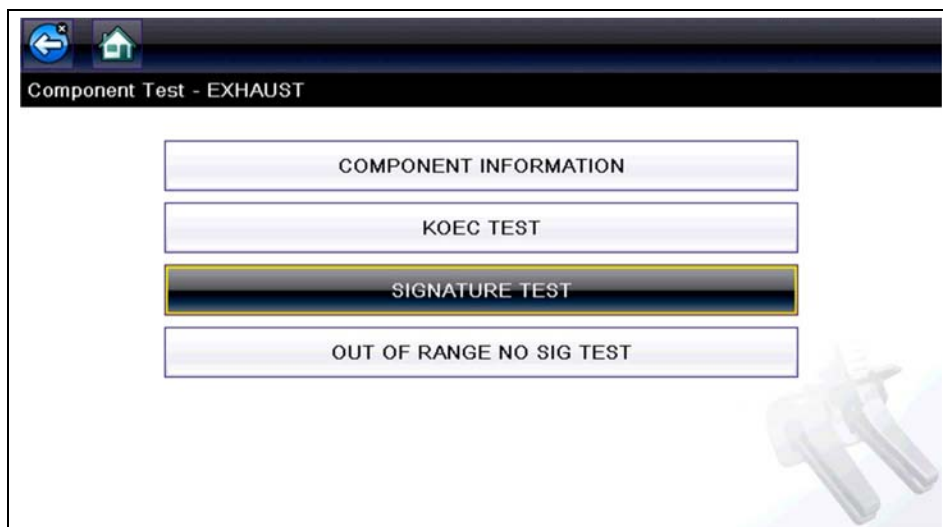 Component Test - EXHAUST
COMPONENT INFORMATION
KOEC TEST
SIGNATURE TEST
OUT OF RANGE NO SIG TEST